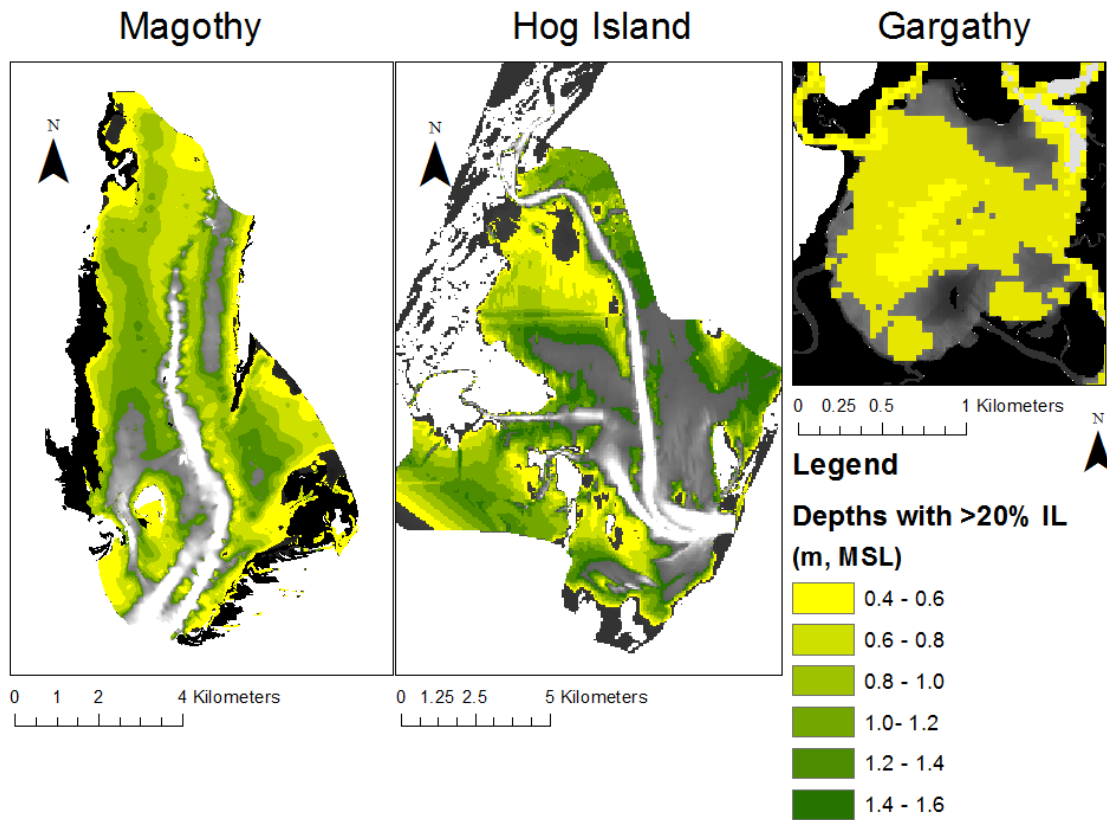 Magothy
Hog Island
Gargathy
N
N
0 1 2 4 Kilometers
0 1.25 2.5 5 Kilometers
0 0.25 0.5 1 Kilometers
N
Legend
Depths with >20% IL
(m, MSL)
0.4 - 0.6
0.6 - 0.8
0.8 - 1.0
1.0- 1.2
1.2 - 1.4
1.4 - 1.6